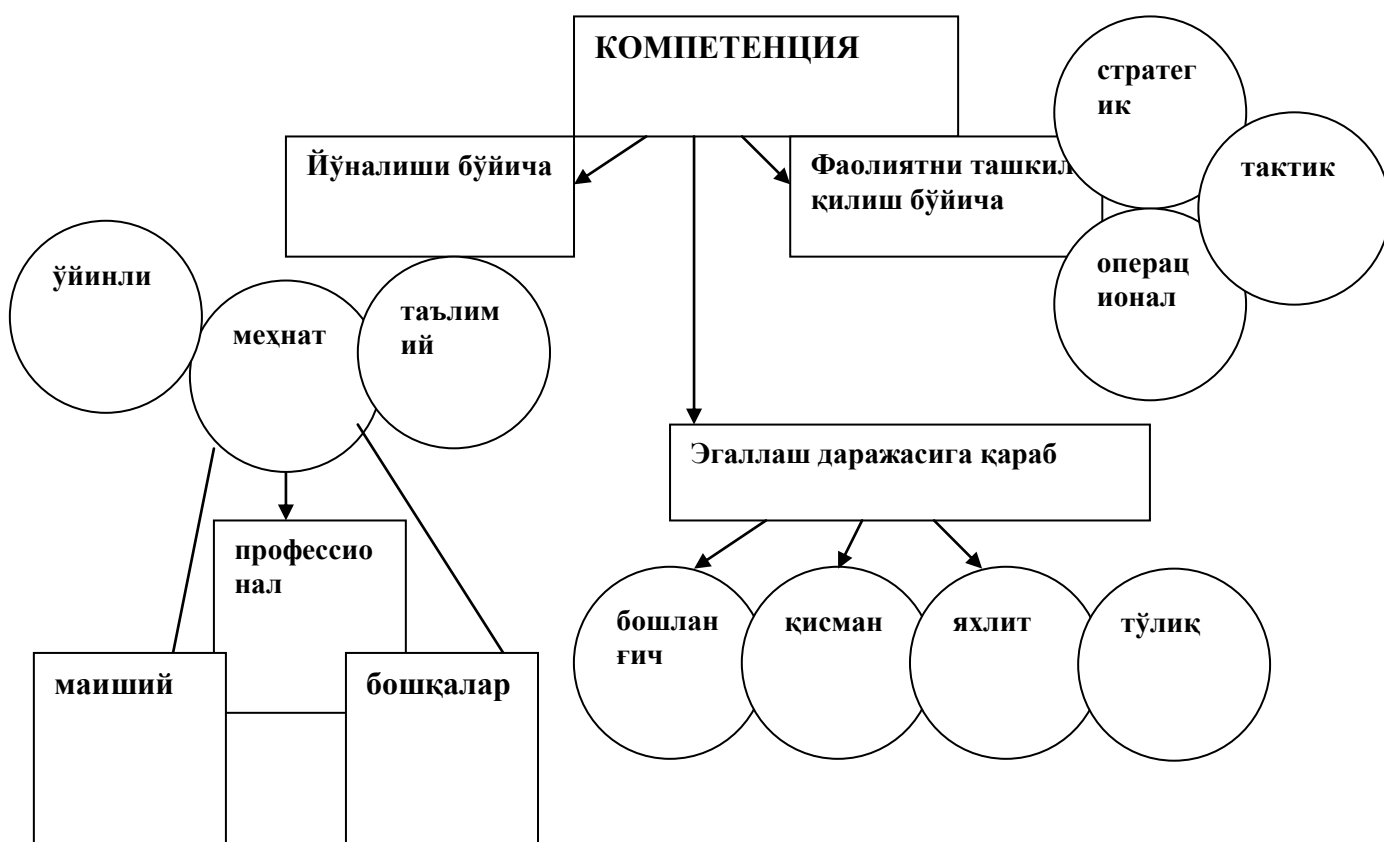 КОМПЕТЕНЦИЯ
Йўналиши бўйича
Фаолиятни ташкил
қилиш бўйича
стратег
ик
тактик
операц
ионал
ўйинли
меҳнат
таълим
ий
Эгаллаш даражасига қараб
профессио
нал
маиший
бошқалар
бошлан
ғич
қисман
яхлит
тўлиқ